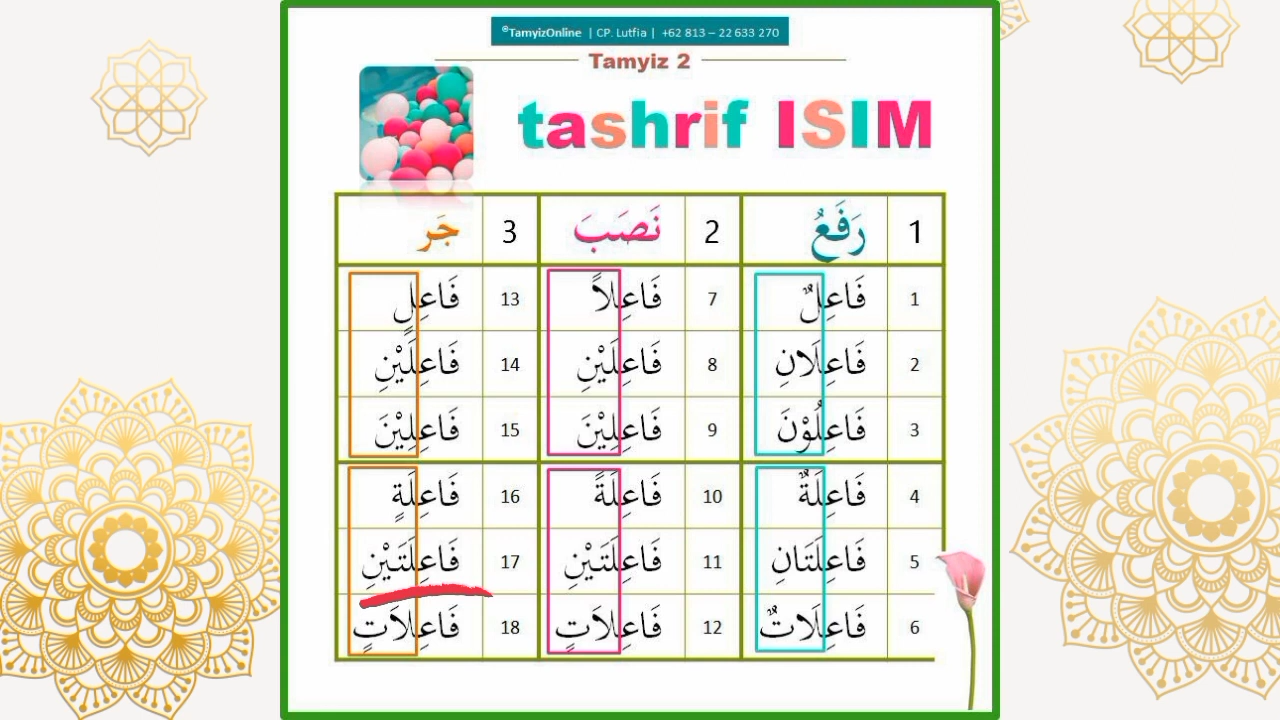 ®TamyizOnline | CP. Lutfia | +62 813 – 22 633 270
Tamyiz 2
tashrif ISIM
1 رَفَعُ 2 نَصَبَ 3 جَر
1 فَاعِلٌ 7 فَاعِلاً 13 فَاعِلٍ
2 فَاعِلَانِ 8 فَاعِلَيْنِ 14 فَاعِلَيْنِ
3 فَاعِلُوْنَ 9 فَاعِلِيْنَ 15 فَاعِلِيْنَ
4 فَاعِلَةٌ 10 فَاعِلَةً 16 فَاعِلَةٍ
5 فَاعِلَتَانِ 11 فَاعِلَتَيْنِ 17 فَاعِلَتَيْنِ
6 فَاعِلَاتٌ 12 فَاعِلاَتٍ 18 فَاعِلاَتٍ